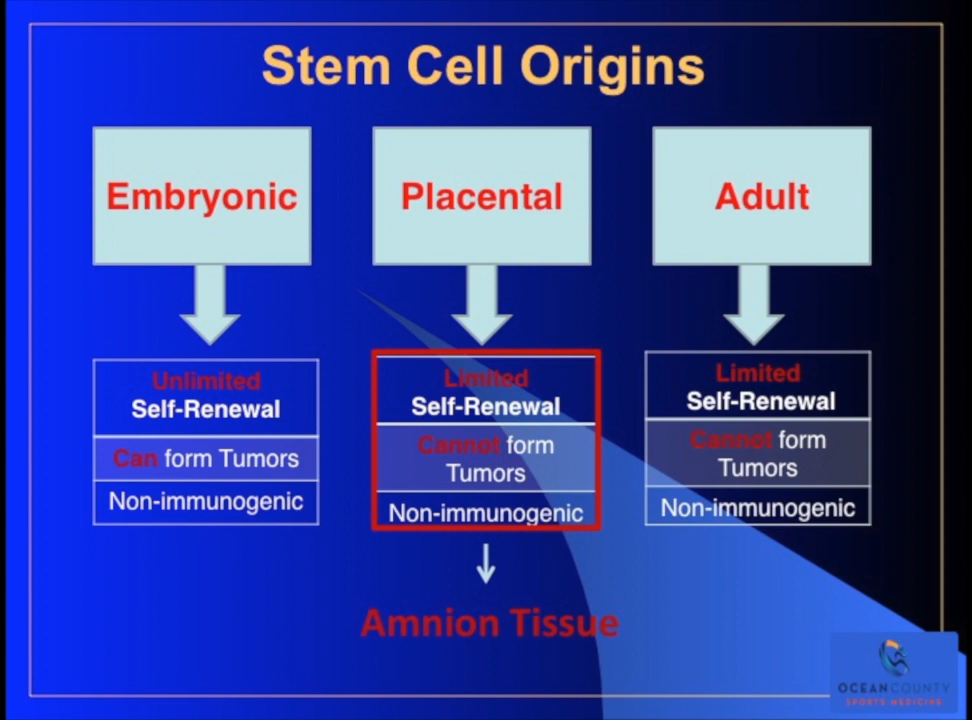 Stem Cell Origins
Embryonic
Placental
Adult
Unlimited
Self-Renewal
Can form Tumors
Non-immunogenic
Limited
Self-Renewal
Cannot form
Tumors
Non-immunogenic
Limited
Self-Renewal
Cannot form
Tumors
Non-immunogenic
Amnion Tissue
OCEAN COUNTY
SPORTS MEDICINE